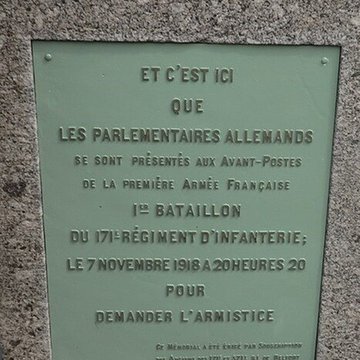 ET C'EST ICI
QUE
LES PARLEMENTAIRES ALLEMANDS
SE SONT PRÉSENTÉS AUX AVANT-POSTES
DE LA PREMIÈRE ARMÉE FRANÇAISE
1ER BATAILLON
DU 171E RÉGIMENT D'INFANTERIE;
LE 7 NOVEMBRE 1918 A 20 HEURES 20
POUR
DEMANDER L'ARMISTICE
CE MÉMORIAL A ÉTÉ ÉRIGÉ PAR SOUSCRIPTION